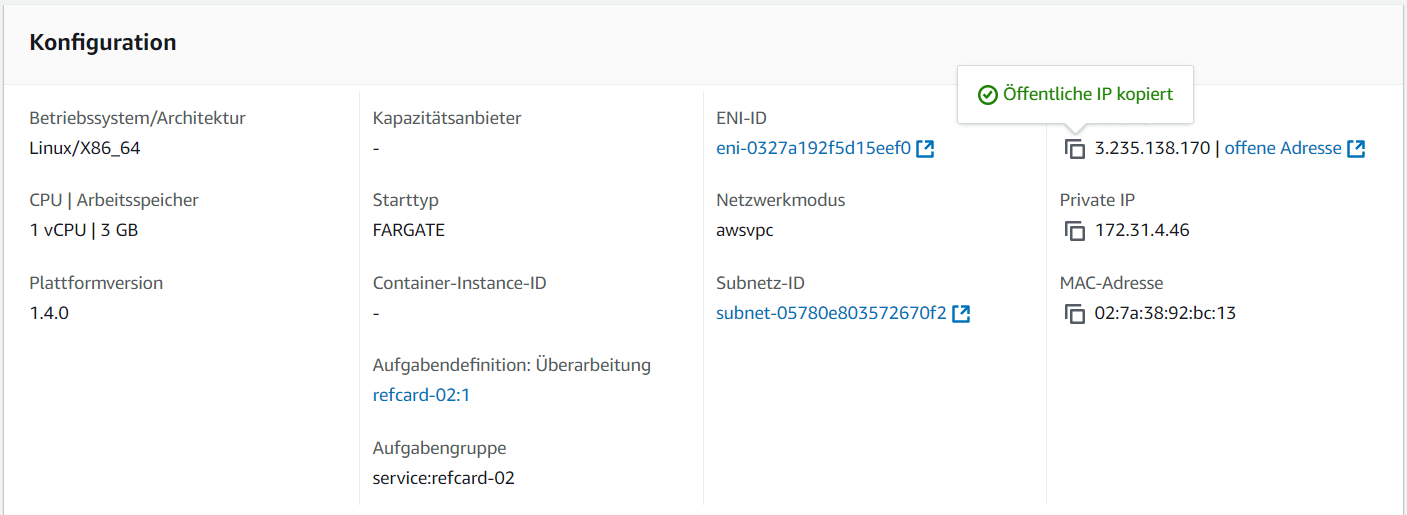 Konfiguration
Öffentliche IP kopiert
Betriebssystem/Architektur
Linux/X86_64
CPU | Arbeitsspeicher
1 vCPU | 3 GB
Plattformversion
1.4.0
Kapazitätsanbieter
-
Starttyp
FARGATE
Container-Instance-ID
-
Aufgabendefinition: Überarbeitung
refcard-02:1
Aufgabengruppe
service:refcard-02
ENI-ID
eni-0327a192f5d15eef0
Netzwerkmodus
awsvpc
Subnetz-ID
subnet-05780e803572670f2
3.235.138.170 | offene Adresse
Private IP
172.31.4.46
MAC-Adresse
02:7a:38:92:bc:13